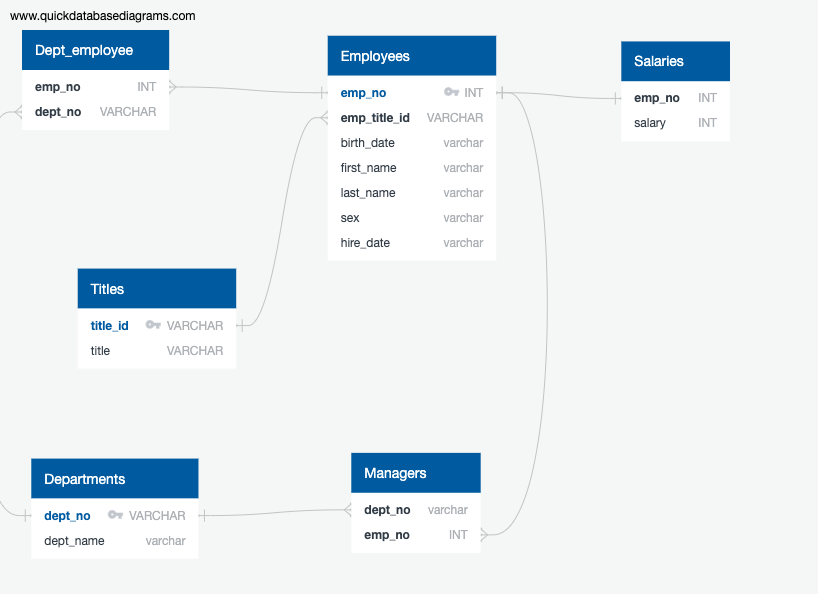 www.quickdatabasediagrams.com
Dept_employee
emp_no INT
dept_no VARCHAR
Employees
emp_no INT
emp_title_id VARCHAR
birth_date varchar
first_name varchar
last_name varchar
sex varchar
hire_date varchar
Salaries
emp_no INT
salary INT
Titles
title_id VARCHAR
title VARCHAR
Departments
dept_no VARCHAR
dept_name varchar
Managers
dept_no varchar
emp_no INT